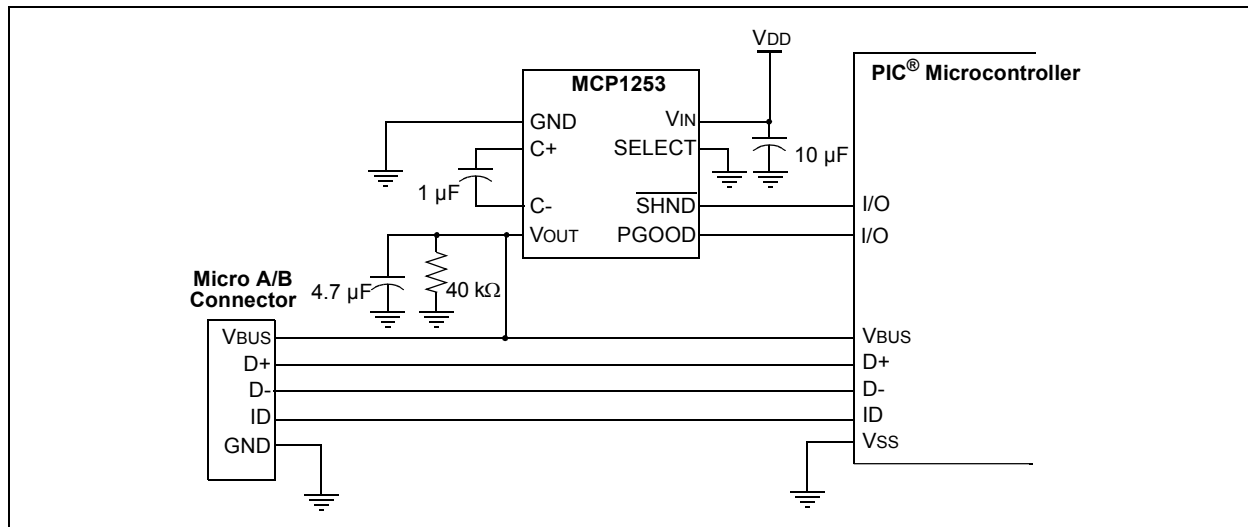 VDD
PIC® Microcontroller
MCP1253
GND
VIN
C+
SELECT
10 µF
1 µF
C-
SHND
I/O
VOUT
PGOOD
I/O
Micro A/B
Connector
4.7 µF
40 kΩ
VBUS
VBUS
D+
D+
D-
D-
ID
ID
GND
VSS